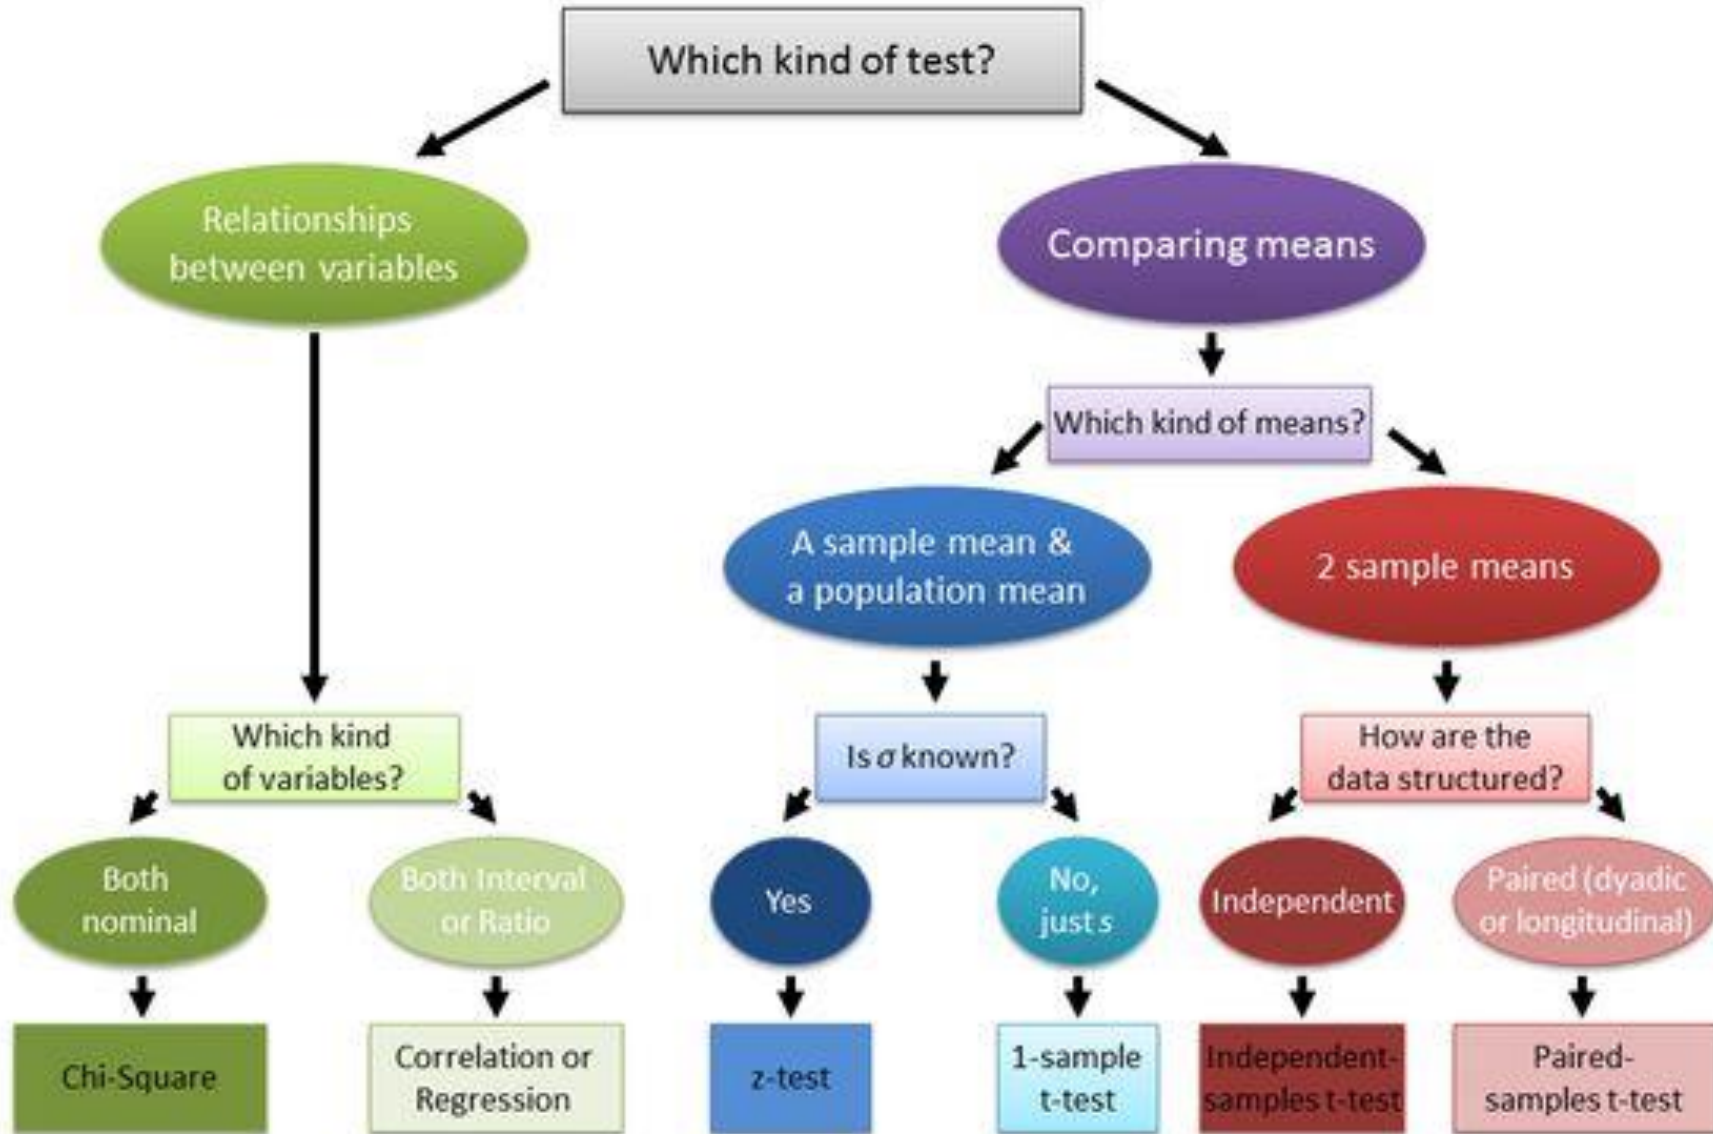 Which kind of test?
Relationships
between variables
Comparing means
Which kind of means?
A sample mean &
a population mean
2 sample means
Which kind
of variables?
Is σ known?
How are the
data structured?
Both
nominal
Both Interval
or Ratio
Yes
No,
just s
Independent
Paired (dyadic
or longitudinal)
Chi-Square
Correlation or
Regression
z-test
1-sample
t-test
Independent-
samples t-test
Paired-
samples t-test